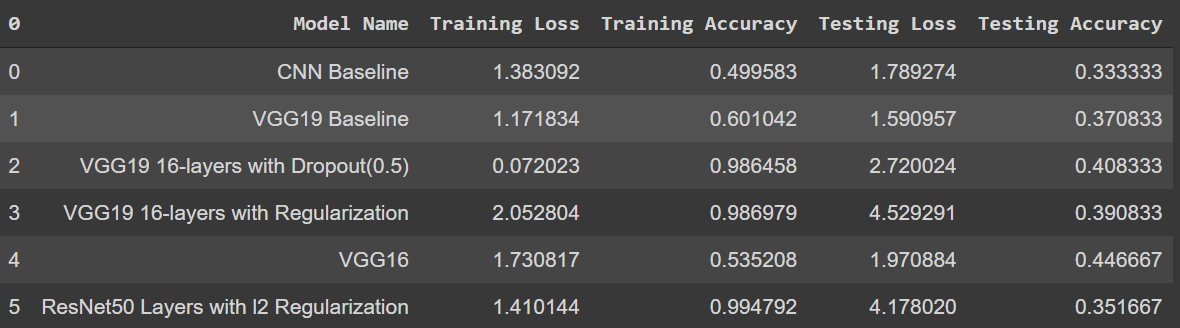 0 Model Name Training Loss Training Accuracy Testing Loss Testing Accuracy
0 CNN Baseline 1.383092 0.499583 1.789274 0.333333
1 VGG19 Baseline 1.171834 0.601042 1.590957 0.370833
2 VGG19 16-layers with Dropout(0.5) 0.072023 0.986458 2.720024 0.408333
3 VGG19 16-layers with Regularization 2.052804 0.986979 4.529291 0.390833
4 VGG16 1.730817 0.535208 1.970884 0.446667
5 ResNet50 Layers with l2 Regularization 1.410144 0.994792 4.178020 0.351667